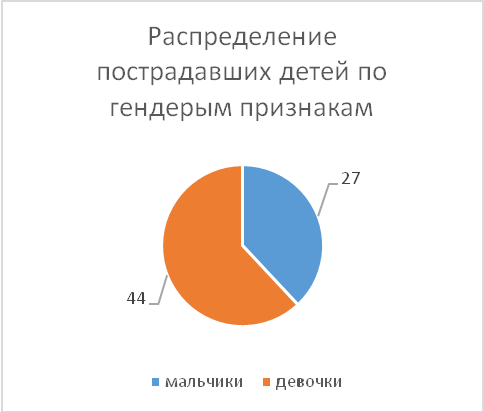 Распределение
пострадавших детей по
гендерым признакам
27
44
мальчики девочки